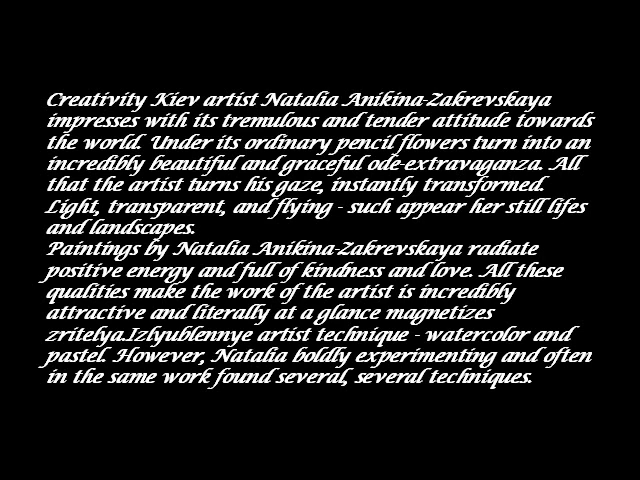 Creativity Kiev artist Natalia Anikina-Zakrevskaya
impresses with its tremulous and tender attitude towards
the world. Under its ordinary pencil flowers turn into an
incredibly beautiful and graceful ode-extravaganza. All
that the artist turns his gaze, instantly transformed.
Light, transparent, and flying - such appear her still lifes
and landscapes.
Paintings by Natalia Anikina-Zakrevskaya radiate
positive energy and full of kindness and love. All these
qualities make the work of the artist is incredibly
attractive and literally at a glance magnetizes
zritelya.Izlyublennye artist technique - watercolor and
pastel. However, Natalia boldly experimenting and often
in the same work found several, several techniques.